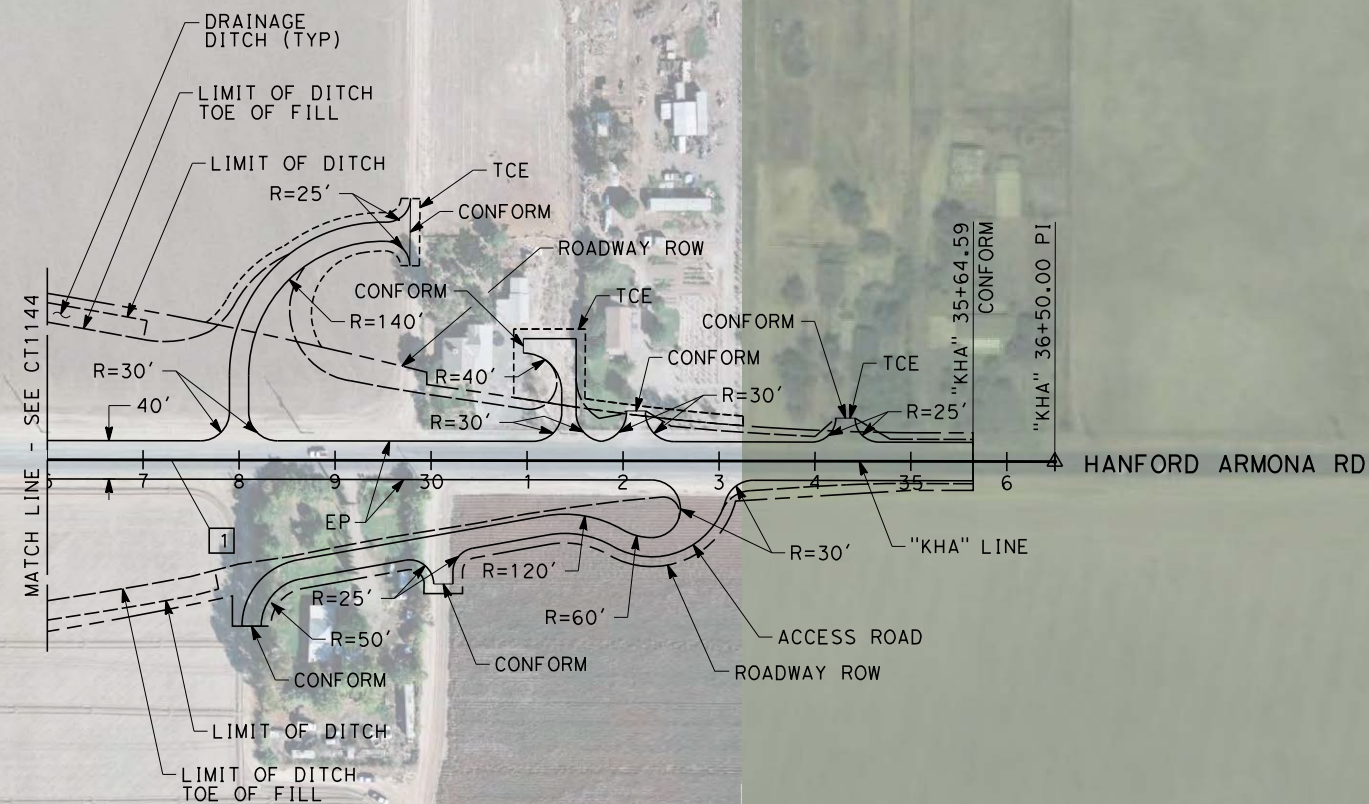 DRAINAGE
DITCH (TYP)
LIMIT OF DITCH
TOE OF FILL
LIMIT OF DITCH
R=25'
TCE
CONFORM
ROADWAY ROW
CONFORM
TCE
R=140'
CONFORM
CONFORM
TCE
"KHA" 35+64.59
CONFORM
"KHA" 36+50.00 PI
R=30'
R=40'
R=30'
R=25'
40'
R=30'
MATCH LINE - SEE CT1144
HANFORD ARMONA RD
6 7 8 9 30 1 2 3 4 35 6
EP
1
R=30'
"KHA" LINE
R=120'
R=25'
R=60'
R=50'
ACCESS ROAD
CONFORM
ROADWAY ROW
CONFORM
LIMIT OF DITCH
LIMIT OF DITCH
TOE OF FILL